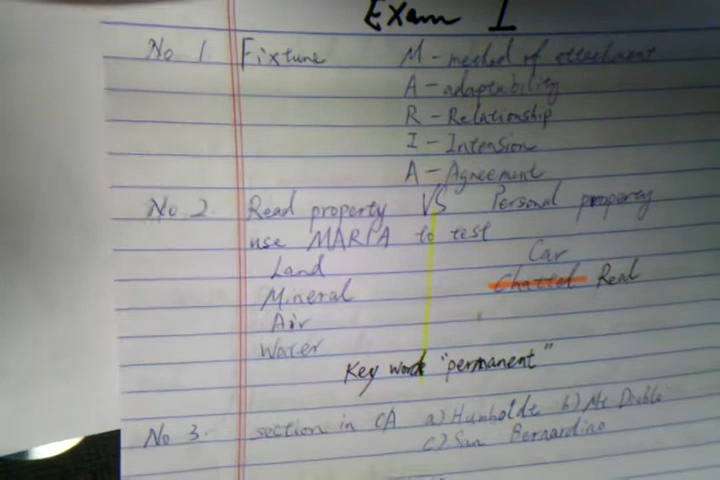 Exam I
No 1. Fixture M - method of attachment
A - adaptability
R - Relationship
I - Intension
A - Agreement
No 2. Read property VS Personal property
use MARIA to test
Car
Land
Chattel Real
Mineral
Air
Water
Key work "permanent"
No 3. section in CA a) Humboldt b) Mt Diablo
c) San Bernardino